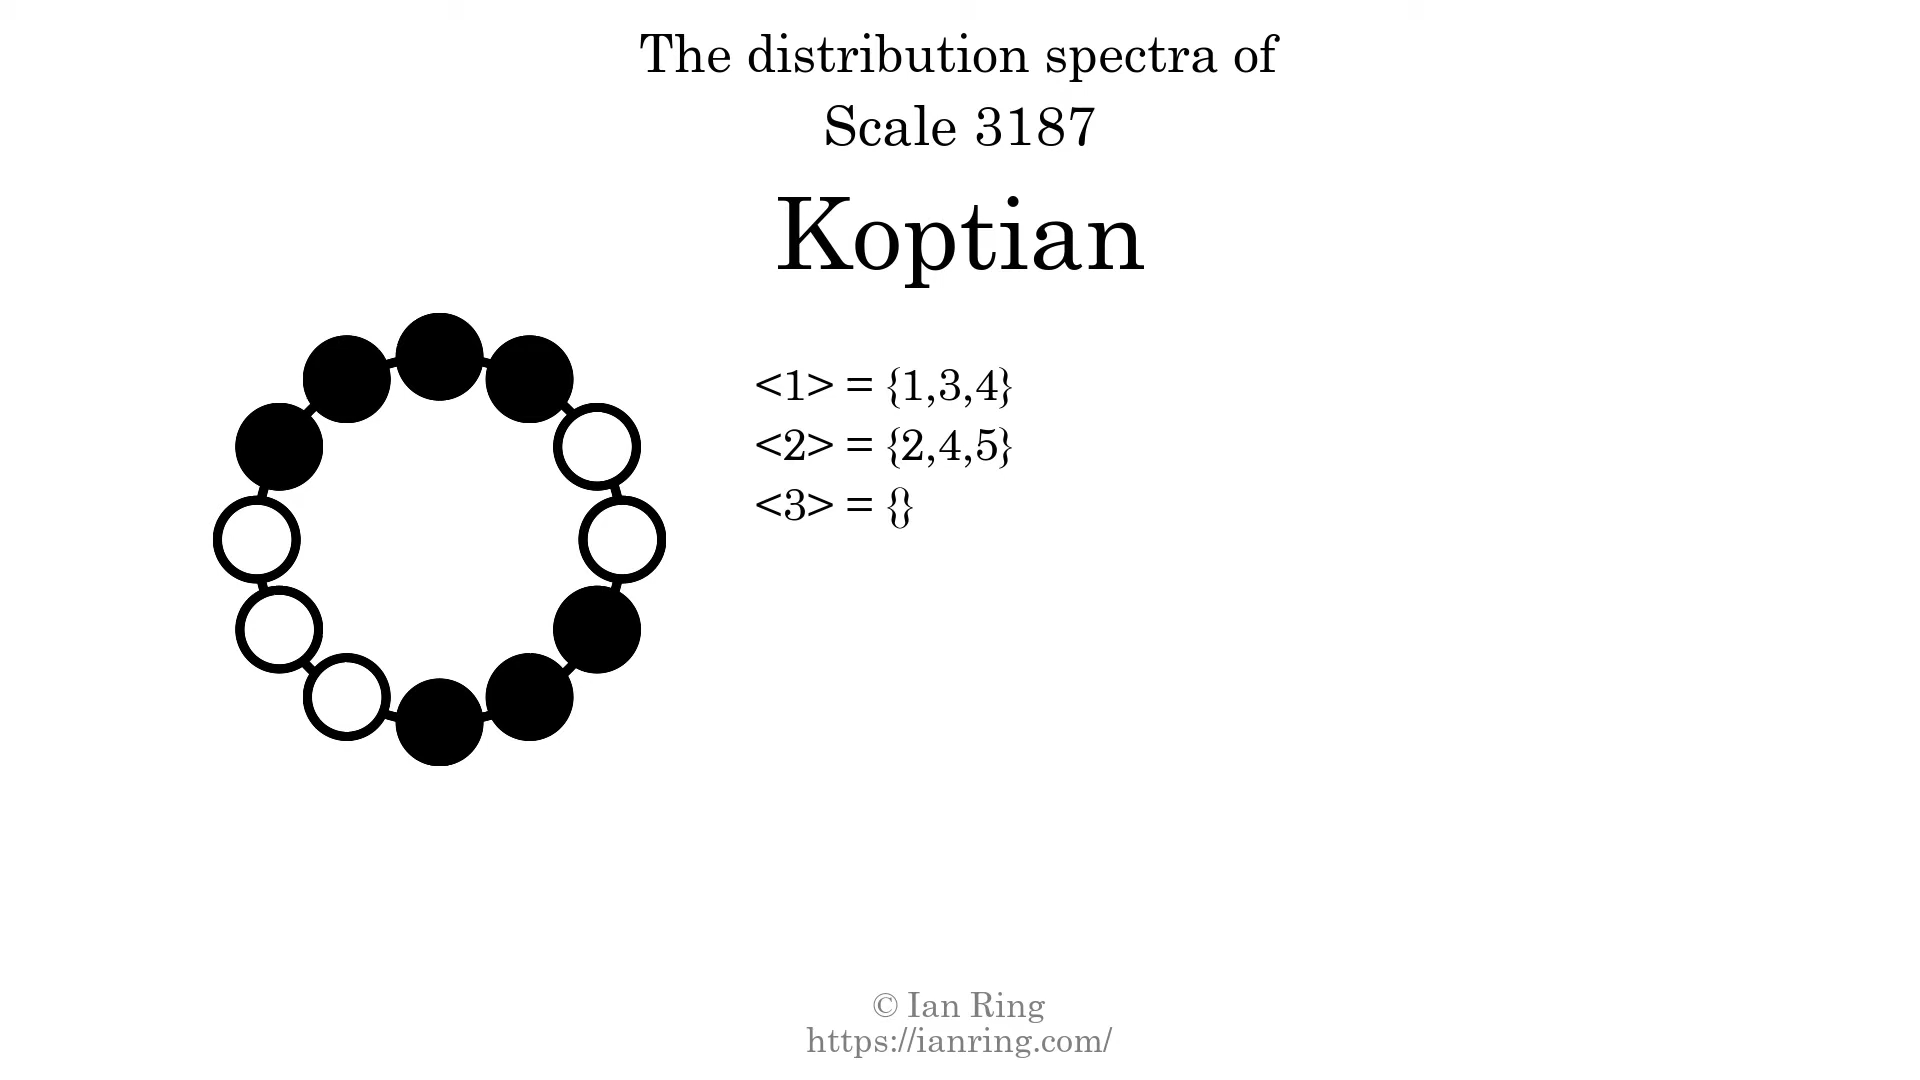 The distribution spectra of
Scale 3187
Koptian
<1> = {1,3,4}
<2> = {2,4,5}
<3> = {}
© Ian Ring
https://ianring.com/